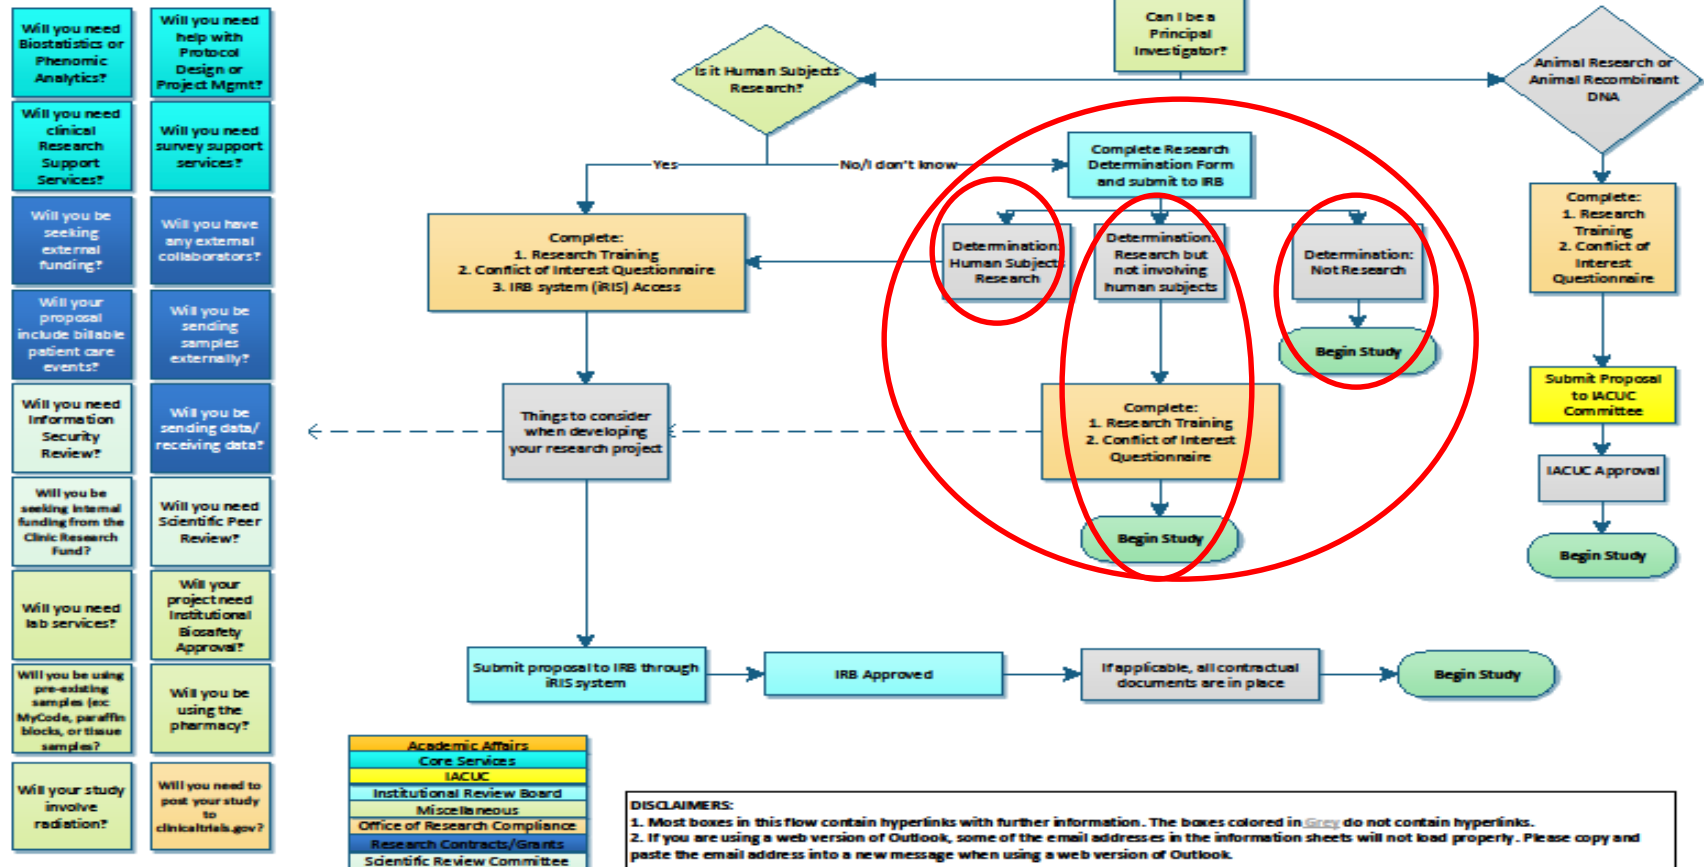 Will you need
Biostatistics or
Phenomic
Analytics?
Will you need
help with
Protocol
Design or
Project Mgmt?
Will you need
clinical
Research
Support
Services?
Will you need
survey support
services?
Will you be
seeking
external
funding?
Will you have
any external
collaborators?
Will your
proposal
include billable
patient care
events?
Will you be
sending
samples
externally?
Will you need
Information
Security
Review?
Will you be
sending data/
receiving data?
Will you be
seeking internal
funding from the
Clinic Research
Fund?
Will you need
Scientific Peer
Review?
Will you need
lab services?
Will your
project need
Institutional
Biosafety
Approval?
Will you be using
pre-existing
samples (ex:
MyCode, paraffin
blocks, or tissue
samples?
Will you be
using the
pharmacy?
Will your study
involve
radiation?
Will you need to
post your study
to
clinicaltrials.gov?
Can I be a
Principal
Investigator?
Is it Human Subjects
Research?
Animal Research or
Animal Recombinant
DNA
Yes
No/I don't know
Complete Research
Determination Form
and submit to IRB
Complete:
1. Research Training
2. Conflict of Interest Questionnaire
3. IRB system (iRIS) Access
Determination:
Human Subjects
Research
Determination:
Research but
not involving
human subjects
Determination:
Not Research
Begin Study
Complete:
1. Research
Training
2. Conflict of
Interest
Questionnaire
Things to consider
when developing
your research project
Complete:
1. Research Training
2. Conflict of Interest
Questionnaire
Begin Study
Submit Proposal
to IACUC
Committee
IACUC Approval
Begin Study
Submit proposal to IRB through
iRIS system
IRB Approved
If applicable, all contractual
documents are in place
Begin Study
Academic Affairs
Core Services
IACUC
Institutional Review Board
Miscellaneous
Office of Research Compliance
Research Contracts/Grants
Scientific Review Committee
DISCLAIMERS:
1. Most boxes in this flow contain hyperlinks with further information. The boxes colored in Grey do not contain hyperlinks.
2. If you are using a web version of Outlook, some of the email addresses in the information sheets will not load properly. Please copy and
paste the email address into a new message when using a web version of Outlook.